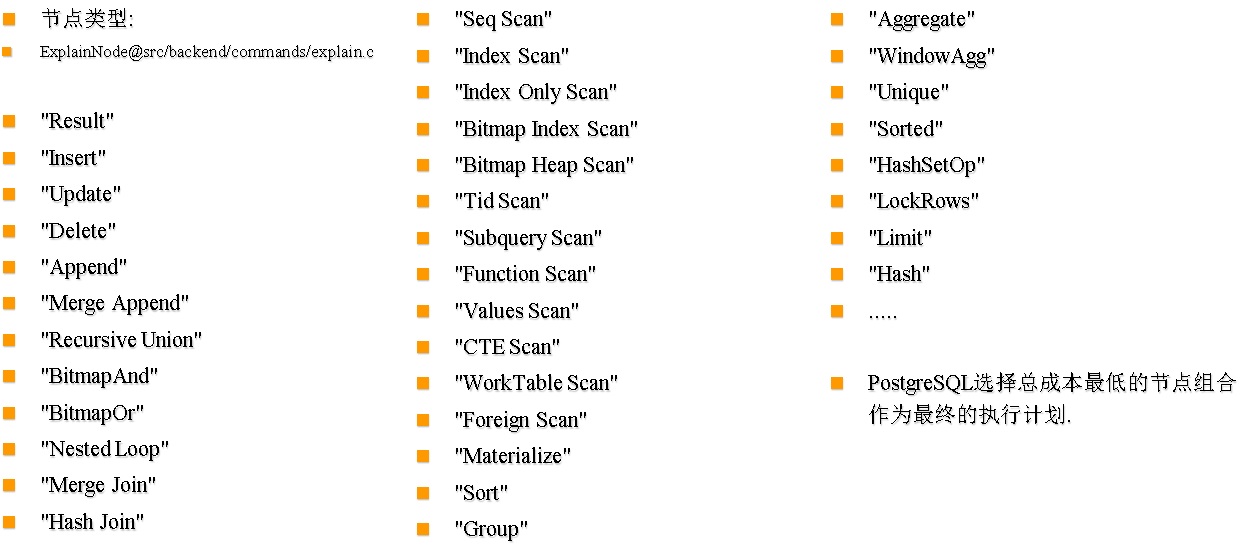 节点类型:
ExplainNode@src/backend/commands/explain.c
"Result"
"Insert"
"Update"
"Delete"
"Append"
"Merge Append"
"Recursive Union"
"BitmapAnd"
"BitmapOr"
"Nested Loop"
"Merge Join"
"Hash Join"
"Seq Scan"
"Index Scan"
"Index Only Scan"
"Bitmap Index Scan"
"Bitmap Heap Scan"
"Tid Scan"
"Subquery Scan"
"Function Scan"
"Values Scan"
"CTE Scan"
"WorkTable Scan"
"Foreign Scan"
"Materialize"
"Sort"
"Group"
"Aggregate"
"WindowAgg"
"Unique"
"Sorted"
"HashSetOp"
"LockRows"
"Limit"
"Hash"
.....
PostgreSQL选择总成本最低的节点组合
作为最终的执行计划.